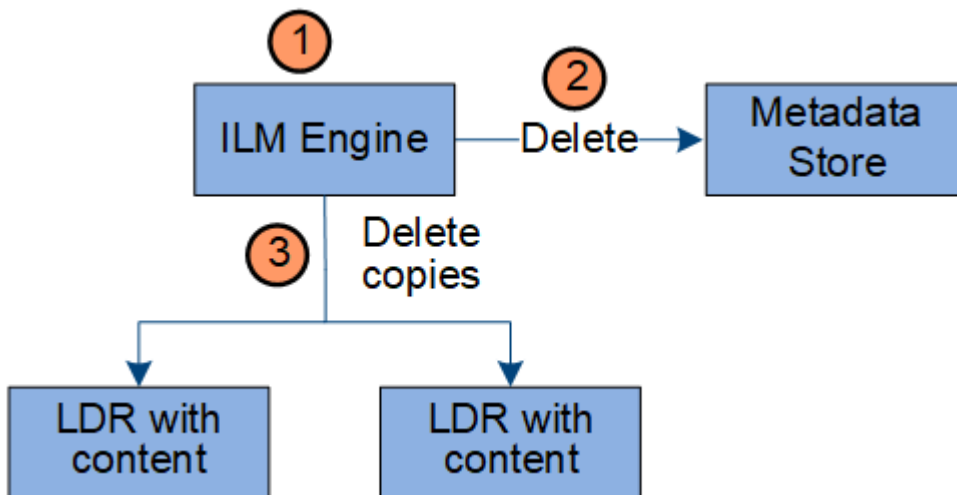 1
ILM Engine
2
Delete
Metadata
Store
3
Delete
copies
LDR with
content
LDR with
content